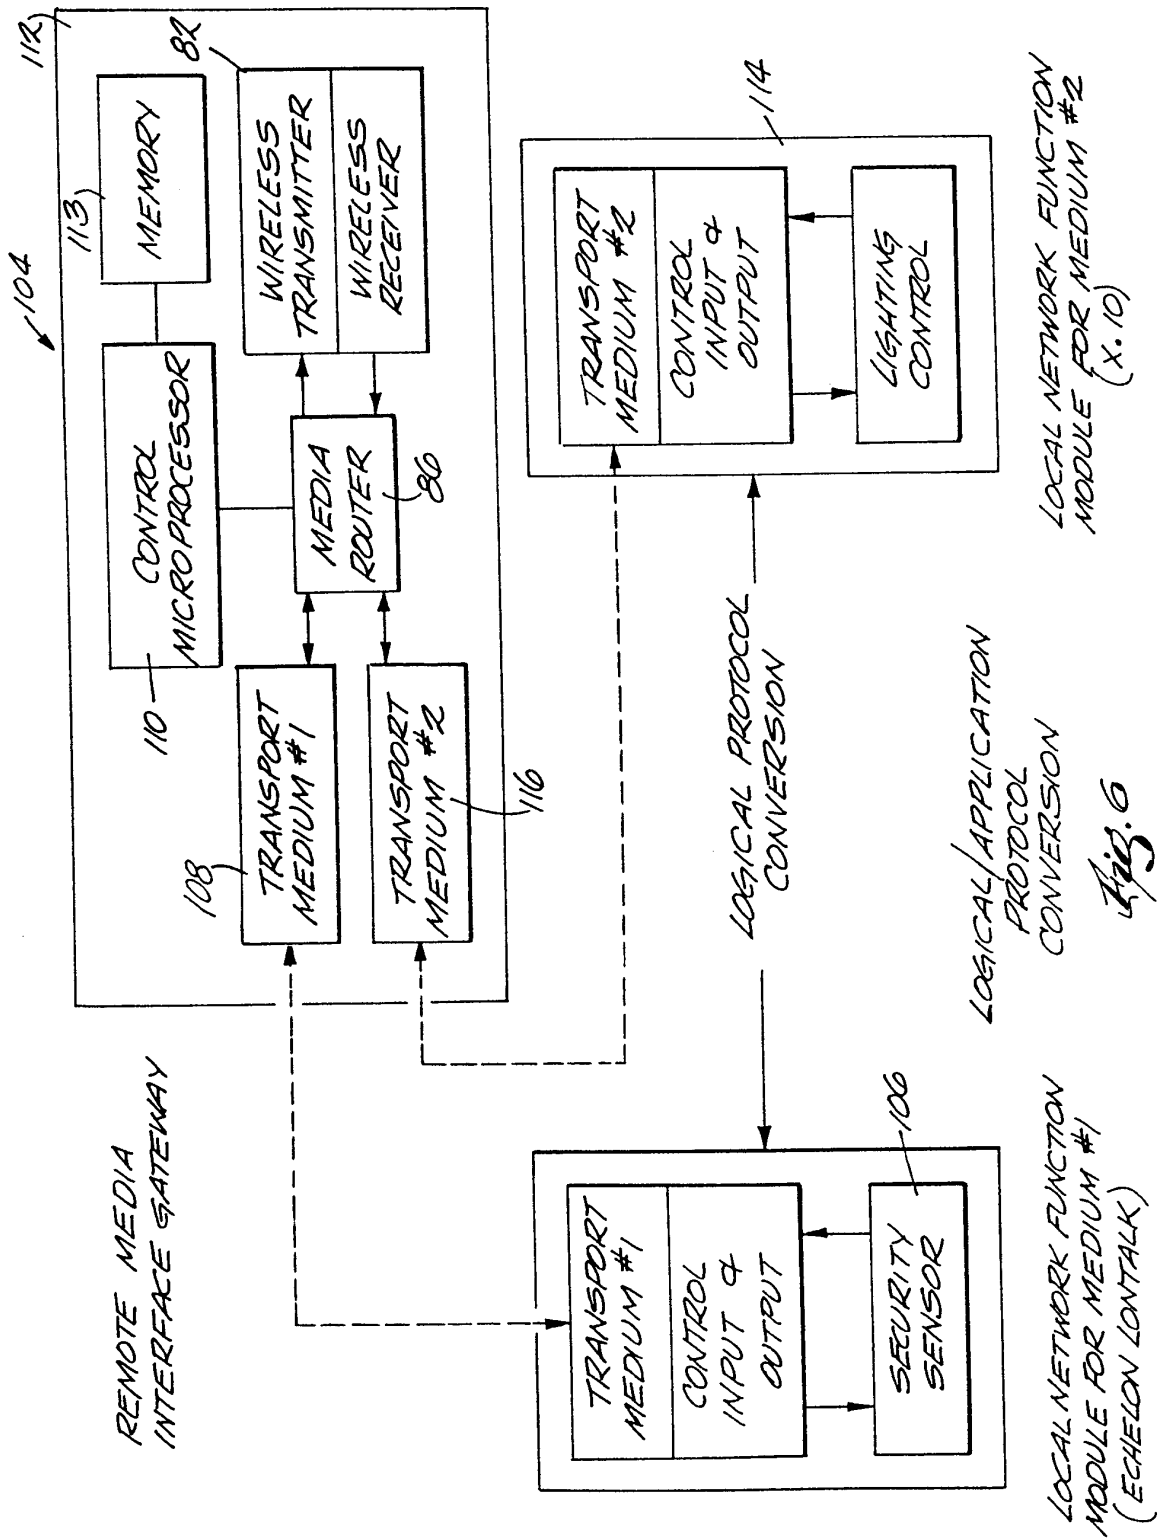 REMOTE MEDIA
INTERFACE GATEWAY
104
112
110
CONTROL
MICROPROCESSOR
113
MEMORY
108
TRANSPORT
MEDIUM #1
TRANSPORT
MEDIUM #2
116
MEDIA
ROUTER
86
82
WIRELESS
TRANSMITTER
WIRELESS
RECEIVER
TRANSPORT
MEDIUM #1
CONTROL
INPUT &
OUTPUT
SECURITY
SENSOR
106
LOGICAL PROTOCOL
CONVERSION
TRANSPORT
MEDIUM #2
CONTROL
INPUT &
OUTPUT
LIGHTING
CONTROL
114
LOCAL NETWORK FUNCTION
MODULE FOR MEDIUM #1
(ECHELON LONTALK)
LOGICAL/APPLICATION
PROTOCOL
CONVERSION
LOCAL NETWORK FUNCTION
MODULE FOR MEDIUM #2
(X.10)
Fig. 6